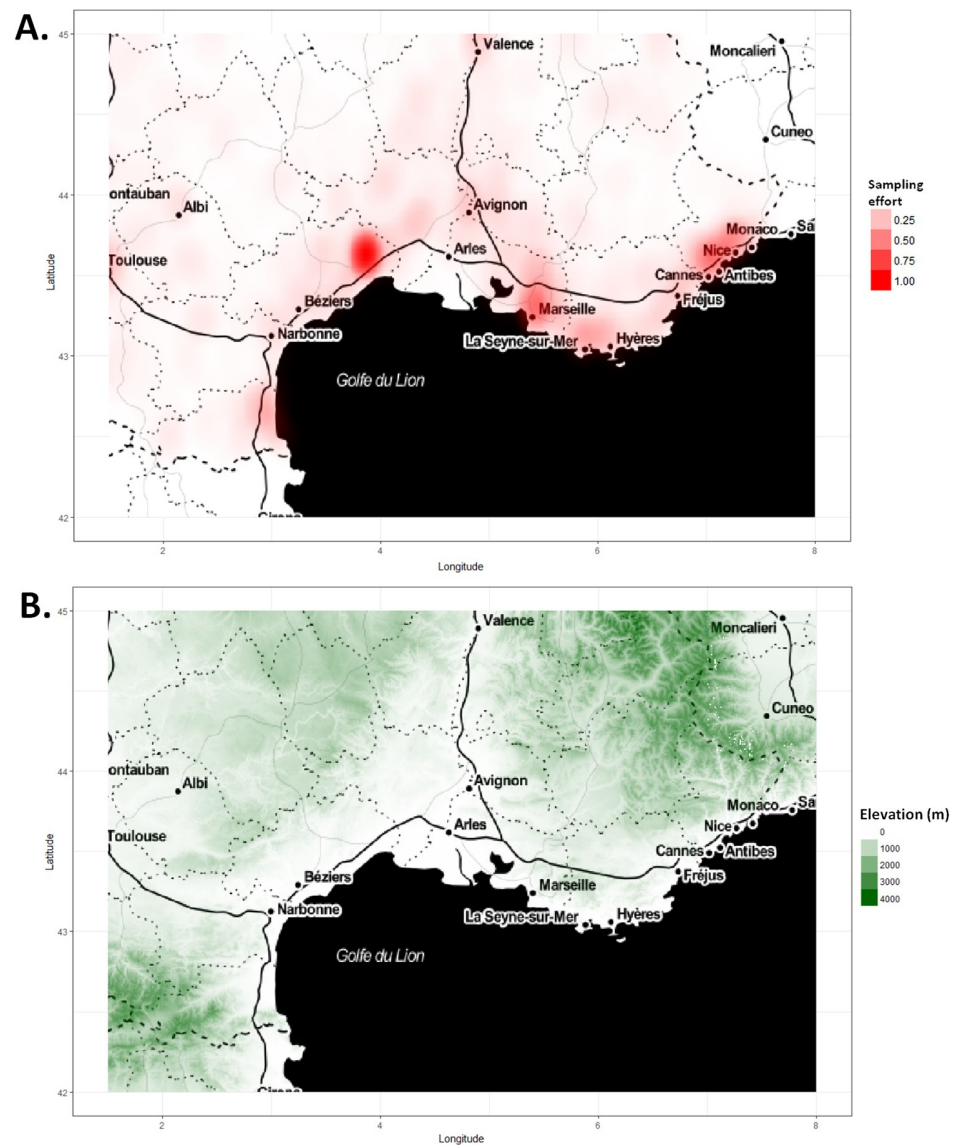 A.
45
Valence
Moncalieri
Cuneo
44
ontauban
Albi
Avignon
Sampling
effort
0.25
0.50
0.75
1.00
Monaco
Sa
Nice
Arles
Toulouse
Cannes
Antibes
Latitude
Fréjus
Béziers
Marseille
Narbonne
La Seyne-sur-Mer
Hyères
43
Golfe du Lion
42
2
4
6
8
Longitude
B.
45
Valence
Moncalieri
Cuneo
44
ontauban
Albi
Avignon
Monaco
Sa
Elevation (m)
0
1000
2000
3000
4000
Nice
Arles
Toulouse
Cannes
Antibes
Latitude
Fréjus
Béziers
Marseille
Narbonne
La Seyne-sur-Mer
Hyères
43
Golfe du Lion
42
2
4
6
8
Longitude